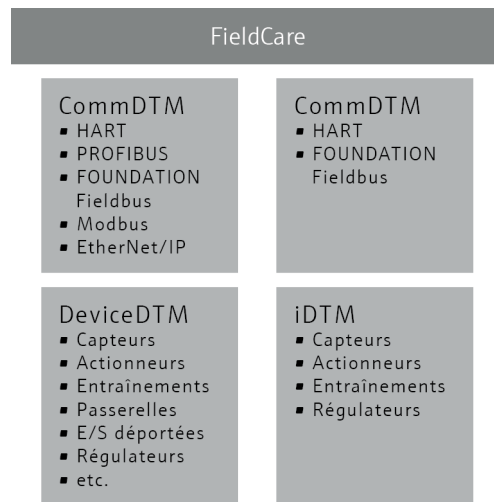 FieldCare
CommDTM
▪ HART
▪ PROFIBUS
▪ FOUNDATION
Fieldbus
▪ Modbus
▪ EtherNet/IP
CommDTM
▪ HART
▪ FOUNDATION
Fieldbus
DeviceDTM
▪ Capteurs
▪ Actionneurs
▪ Entraînements
▪ Passerelles
▪ E/S déportées
▪ Régulateurs
▪ etc.
iDTM
▪ Capteurs
▪ Actionneurs
▪ Entraînements
▪ Régulateurs